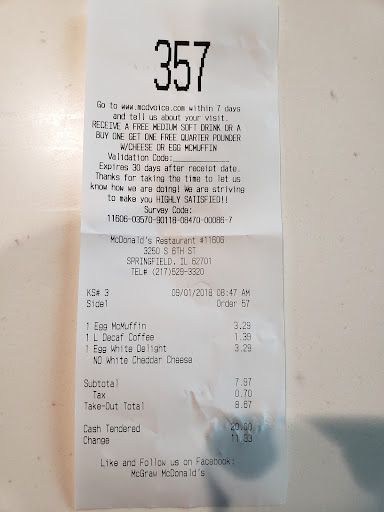 357
Go to www.mcdvoice.com within 7 days
and tell us about your visit.
RECEIVE A FREE MEDIUM SOFT DRINK OR A
BUY ONE GET ONE FREE QUARTER POUNDER
W/CHEESE OR EGG MCMUFFIN
Validation Code:
Expires 30 days after receipt date.
Thanks for taking the time to let us
know how we are doing! We are striving
to make you HIGHLY SATISFIED!!
Survey Code:
11606-03570-90118-08470-00086-7
McDonald's Restaurant #11606
3250 S 6TH ST
SPRINGFIELD, IL 62701
TEL# (217)529-3320
KS# 3 09/01/2018 08:47 AM
Side1 Order 57
1 Egg McMuffin 3.29
1 L Decaf Coffee 1.39
1 Egg White Delight 3.29
NO White Cheddar Cheese
Subtotal 7.97
Tax 0.70
Take-Out Total 8.67
Cash Tendered 20.00
Change 11.33
Like and Follow us on Facebook:
McGraw McDonald's